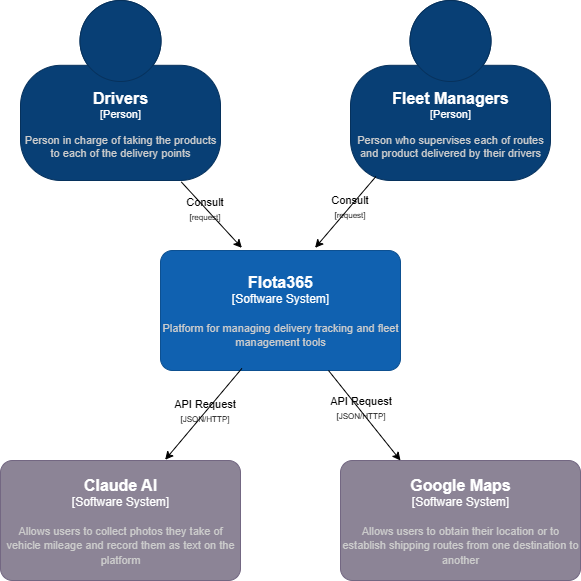 Drivers
[Person]
Person in charge of taking the products
to each of the delivery points
Fleet Managers
[Person]
Person who supervises each of routes
and product delivered by their drivers
Consult
[request]
Consult
[request]
Flota365
[Software System]
Platform for managing delivery tracking and fleet
management tools
API Request
[JSON/HTTP]
API Request
[JSON/HTTP]
Claude AI
[Software System]
Allows users to collect photos they take of
vehicle mileage and record them as text on the
platform
Google Maps
[Software System]
Allows users to obtain their location or to
establish shipping routes from one destination to
another